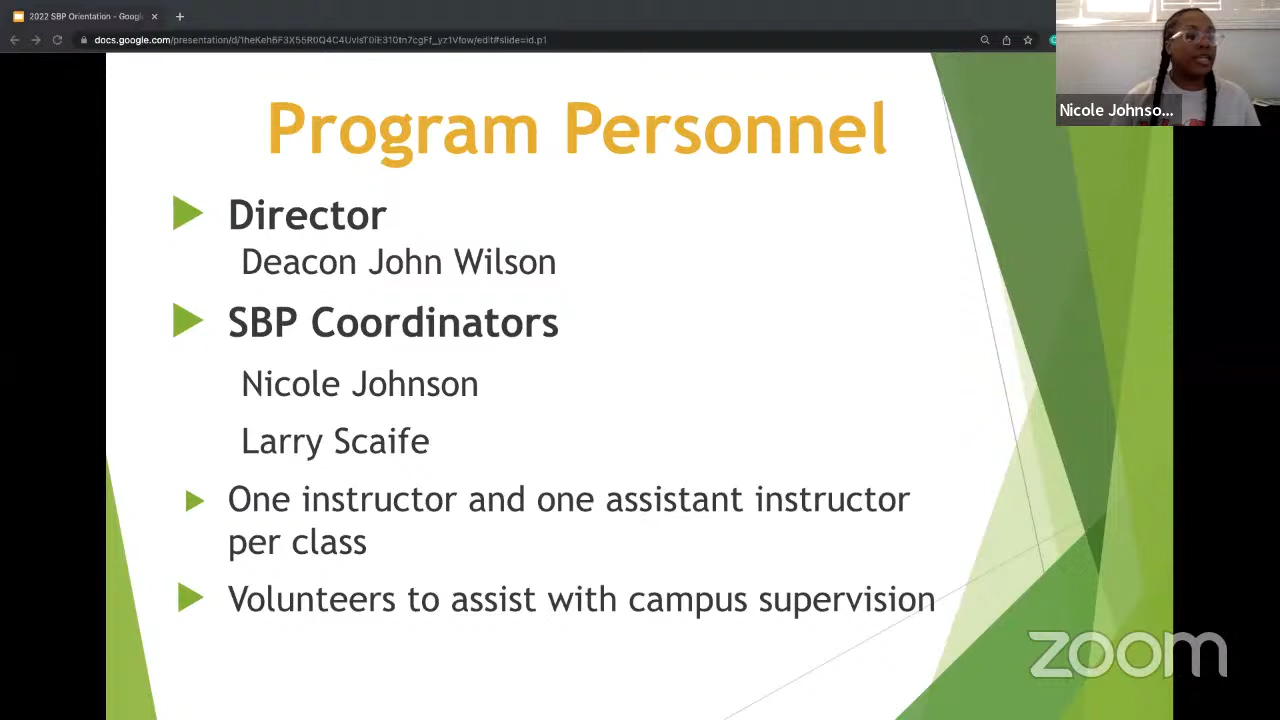 2022 SBP Orientation - Google
docs.google.com/presentation/d/1heKeh6F3X55R0Q4C4UvlsT0iE310tn7cgFf_yz1Vfow/edit#slide=id.p1
Nicole Johnso...
Program Personnel
Director
Deacon John Wilson
SBP Coordinators
Nicole Johnson
Larry Scaife
One instructor and one assistant instructor
per class
Volunteers to assist with campus supervision
zoom